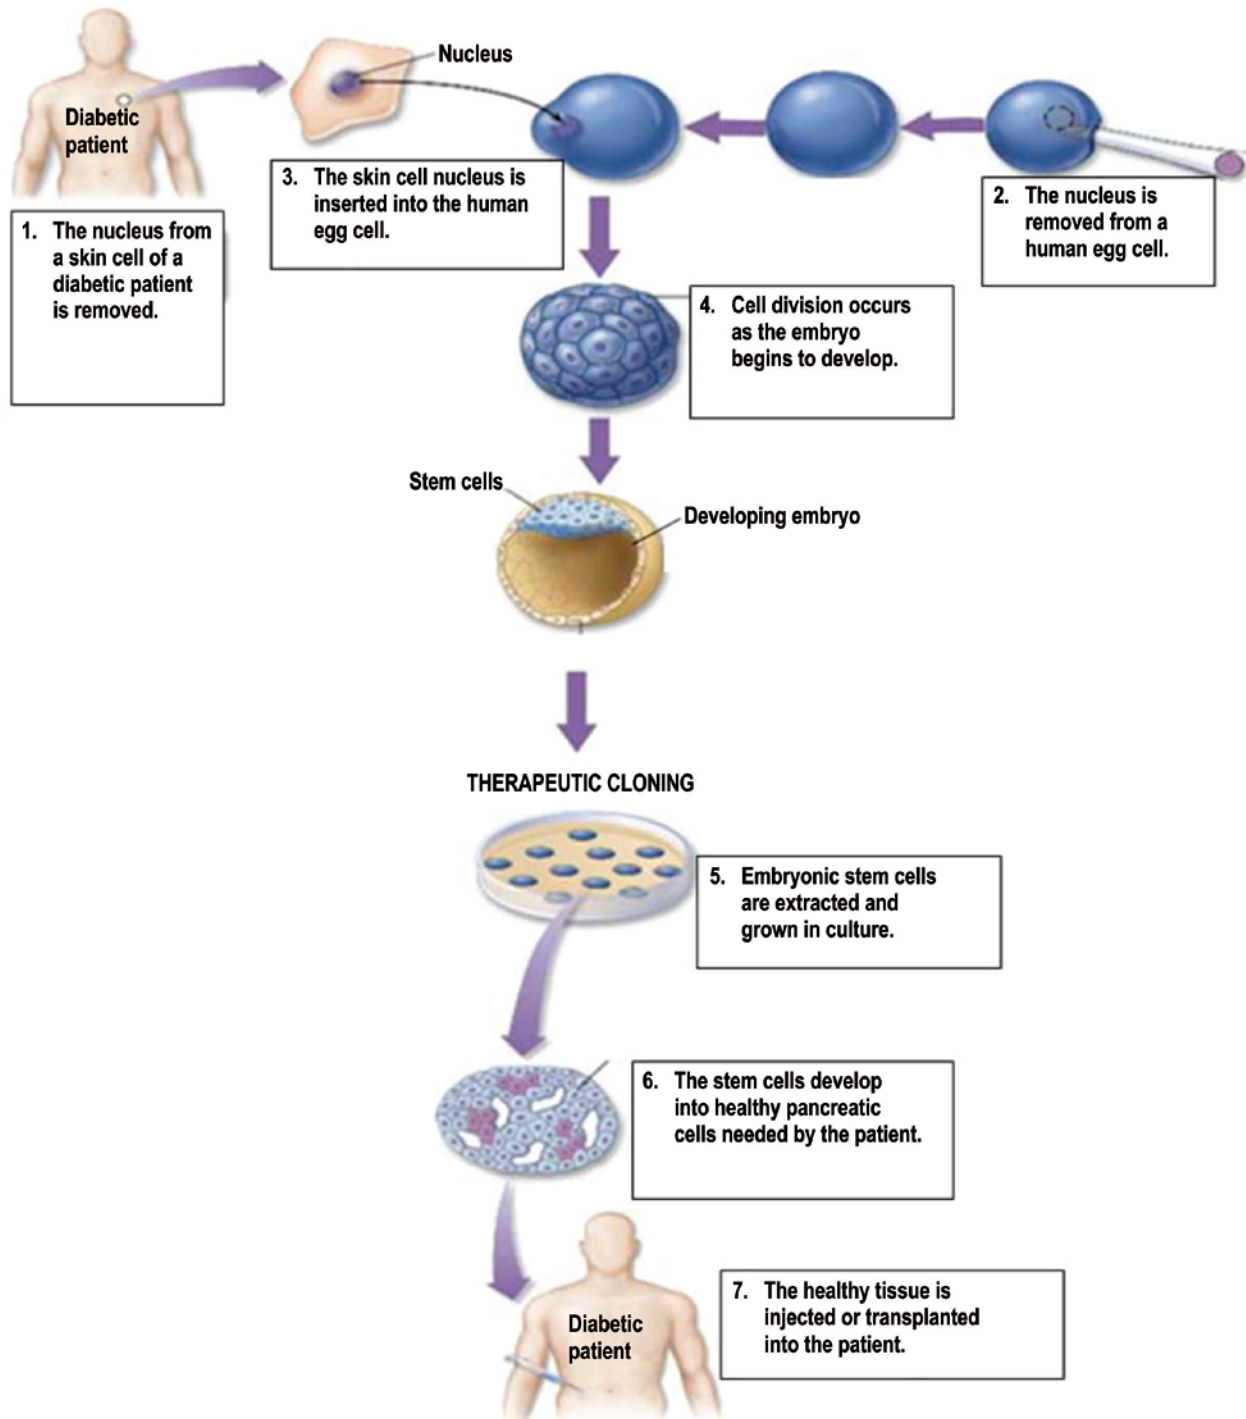 Nucleus
Diabetic
patient
3. The skin cell nucleus is
inserted into the human
egg cell.
2. The nucleus is
removed from a
human egg cell.
1. The nucleus from
a skin cell of a
diabetic patient
is removed.
4. Cell division occurs
as the embryo
begins to develop.
Stem cells
Developing embryo
THERAPEUTIC CLONING
5. Embryonic stem cells
are extracted and
grown in culture.
6. The stem cells develop
into healthy pancreatic
cells needed by the patient.
7. The healthy tissue is
injected or transplanted
into the patient.
Diabetic
patient